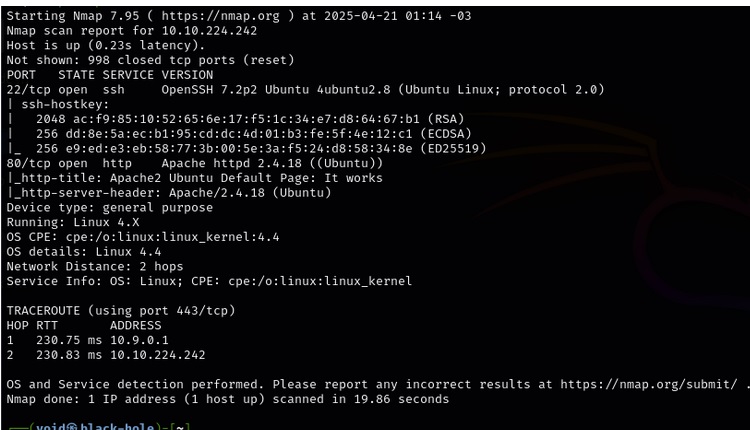 Starting Nmap 7.95 ( https://nmap.org ) at 2025-04-21 01:14 -03
Nmap scan report for 10.10.224.242
Host is up (0.23s latency).
Not shown: 998 closed tcp ports (reset)
PORT   STATE SERVICE VERSION
22/tcp open  ssh     OpenSSH 7.2p2 Ubuntu 4ubuntu2.8 (Ubuntu Linux; protocol 2.0)
| ssh-hostkey:
|   2048 ac:f9:85:10:52:65:6e:17:f5:1c:34:e7:d8:64:67:b1 (RSA)
|   256 dd:8e:5a:ec:b1:95:cd:dc:4d:01:b3:fe:5f:4e:12:c1 (ECDSA)
|_  256 e9:ed:e3:eb:58:77:3b:00:5e:3a:f5:24:d8:58:34:8e (ED25519)
80/tcp open  http    Apache httpd 2.4.18 ((Ubuntu))
|_http-title: Apache2 Ubuntu Default Page: It works
|_http-server-header: Apache/2.4.18 (Ubuntu)
Device type: general purpose
Running: Linux 4.X
OS CPE: cpe:/o:linux:linux_kernel:4.4
OS details: Linux 4.4
Network Distance: 2 hops
Service Info: OS: Linux; CPE: cpe:/o:linux:linux_kernel
TRACEROUTE (using port 443/tcp)
HOP RTT       ADDRESS
1   230.75 ms 10.9.0.1
2   230.83 ms 10.10.224.242
OS and Service detection performed. Please report any incorrect results at https://nmap.org/submit/ .
Nmap done: 1 IP address (1 host up) scanned in 19.86 seconds
┌──(void㉿black-hole)-[~]